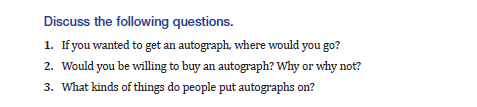 Discuss the following questions.
1. If you wanted to get an autograph, where would you go?
2. Would you be willing to buy an autograph? Why or why not?
3. What kinds of things do people put autographs on?